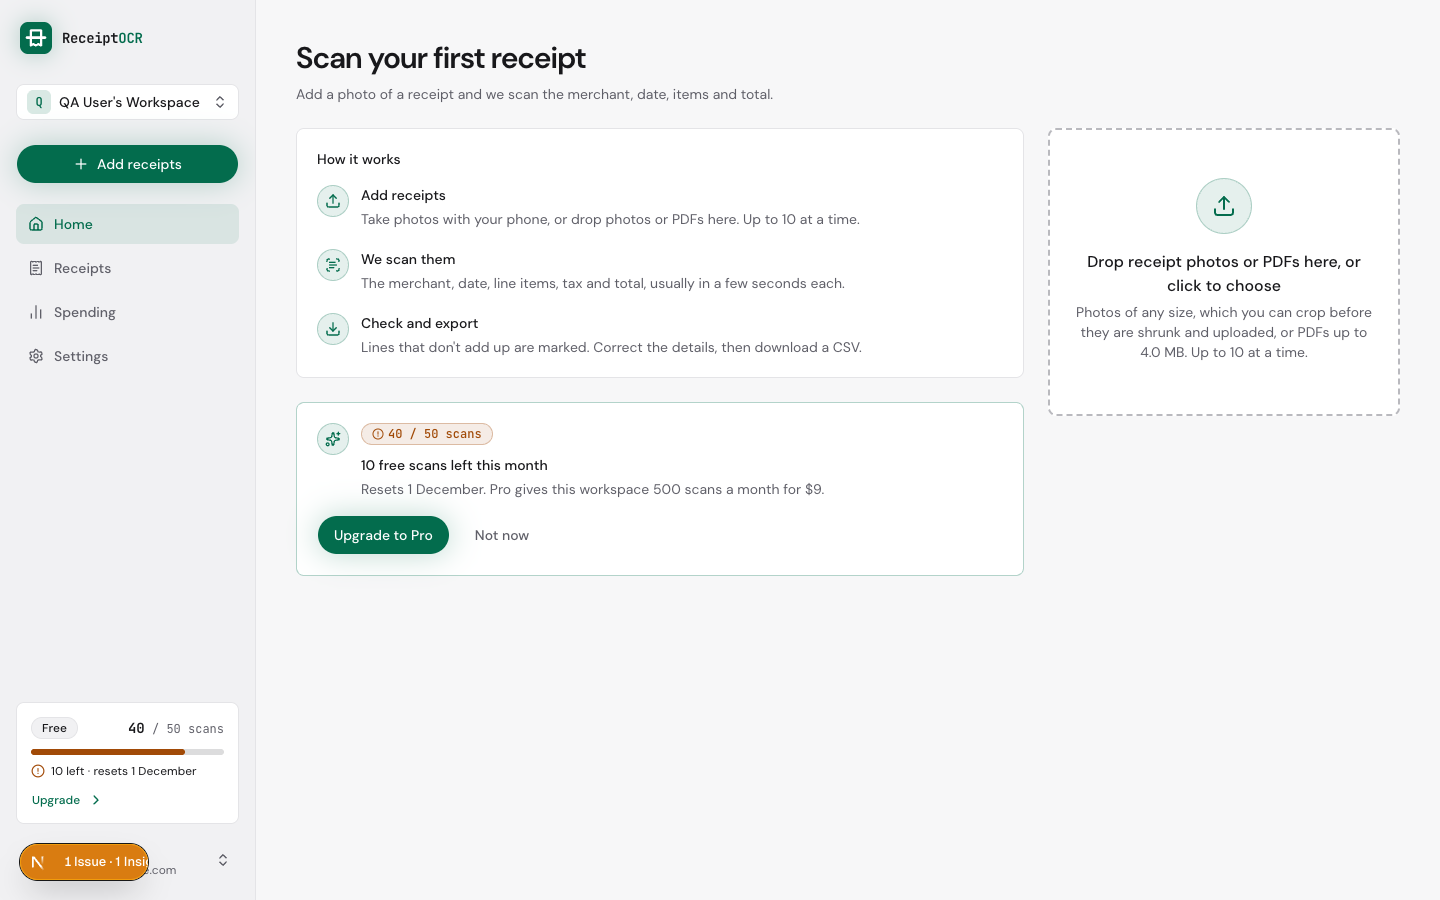 ReceiptOCR
Q QA User's Workspace
Add receipts
Home
Receipts
Spending
Settings
Free 40 / 50 scans
10 left · resets 1 December
Upgrade
1 Issue · 1
.com
Scan your first receipt
Add a photo of a receipt and we scan the merchant, date, items and total.
How it works
Add receipts
Take photos with your phone, or drop photos or PDFs here. Up to 10 at a time.
We scan them
The merchant, date, line items, tax and total, usually in a few seconds each.
Check and export
Lines that don't add up are marked. Correct the details, then download a CSV.
40 / 50 scans
10 free scans left this month
Resets 1 December. Pro gives this workspace 500 scans a month for $9.
Upgrade to Pro Not now
Drop receipt photos or PDFs here, or
click to choose
Photos of any size, which you can crop before
they are shrunk and uploaded, or PDFs up to
4.0 MB. Up to 10 at a time.